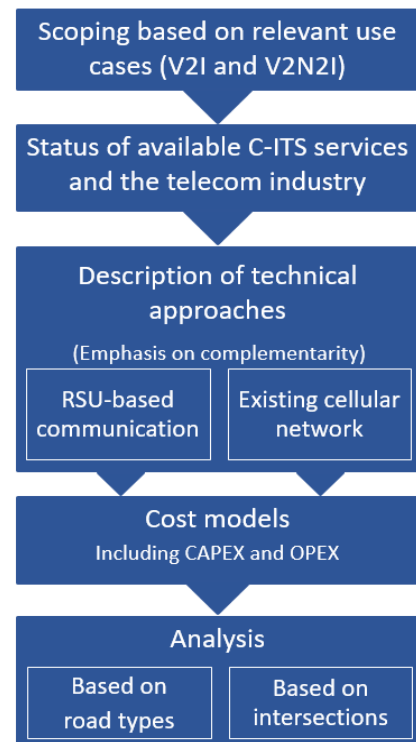 Scoping based on relevant use
cases (V2I and V2N2I)
Status of available C-ITS services
and the telecom industry
Description of technical
approaches
(Emphasis on complementarity)
RSU-based
communication
Existing cellular
network
Cost models
Including CAPEX and OPEX
Analysis
Based on
road types
Based on
intersections